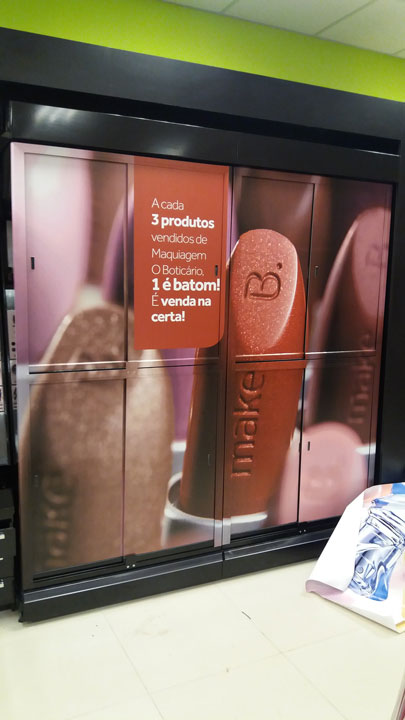 A cada
3 produtos
vendidos de
Maquiagem
O Boticário,
1 é batom!
É venda na
certa!
B.
make
make